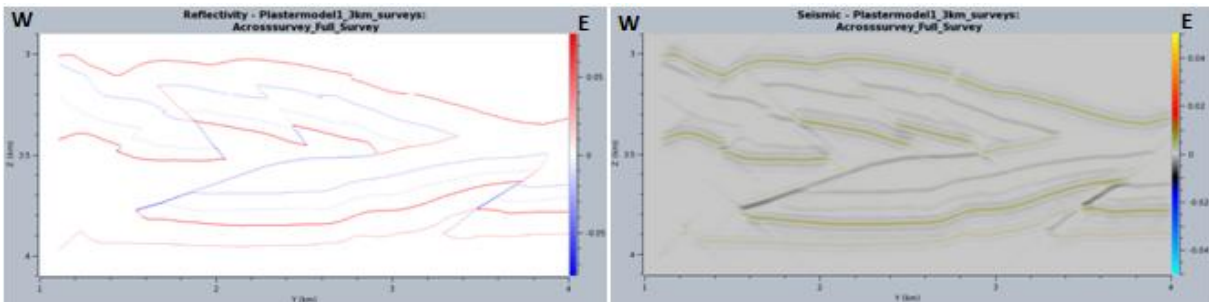 W
Reflectivity - Plastermodel1_3km_surveys:
Acrosssurvey_Full_Survey
E
3
3.5
4
Z (km)
1
2
3
4
Y (km)
0.05
0
-0.05
W
Seismic - Plastermodel1_3km_surveys:
Acrosssurvey_Full_Survey
E
3
3.5
4
Z (km)
1
2
3
4
Y (km)
0.04
0.02
0
-0.02
-0.04